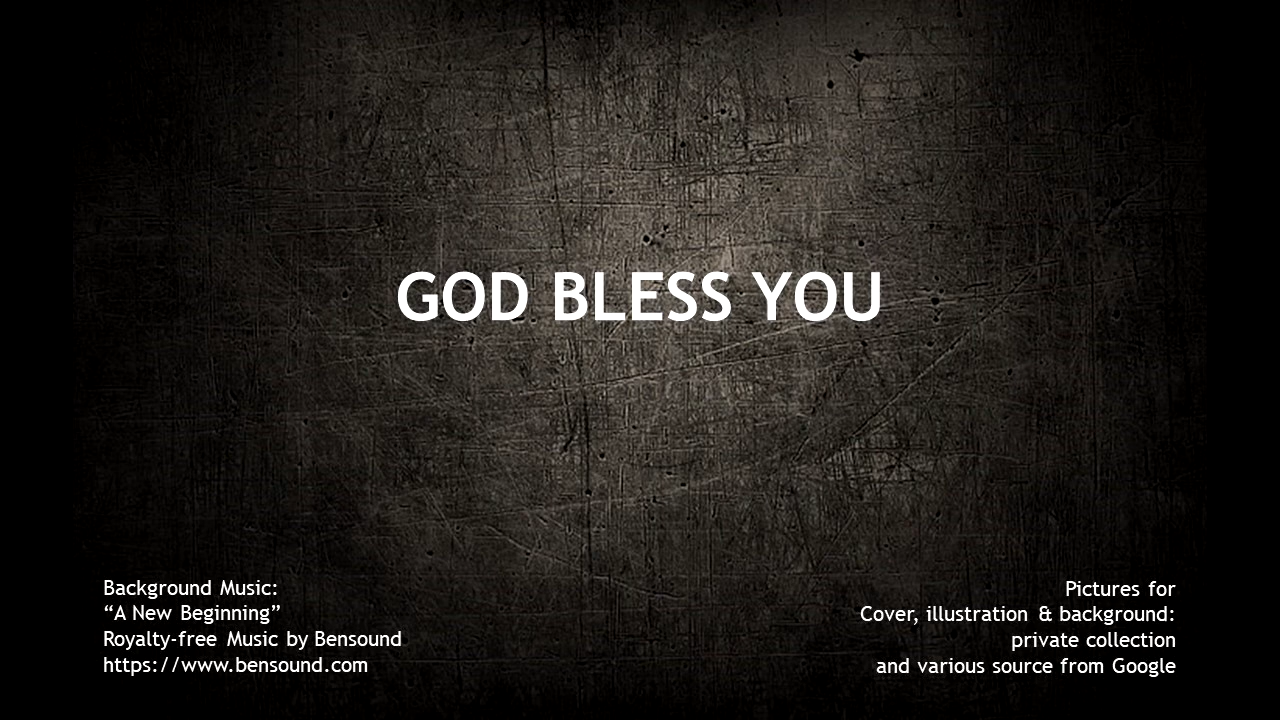 GOD BLESS YOU
Background Music:
“A New Beginning”
Royalty-free Music by Bensound
https://www.bensound.com
Pictures for
Cover, illustration & background:
private collection
and various source from Google